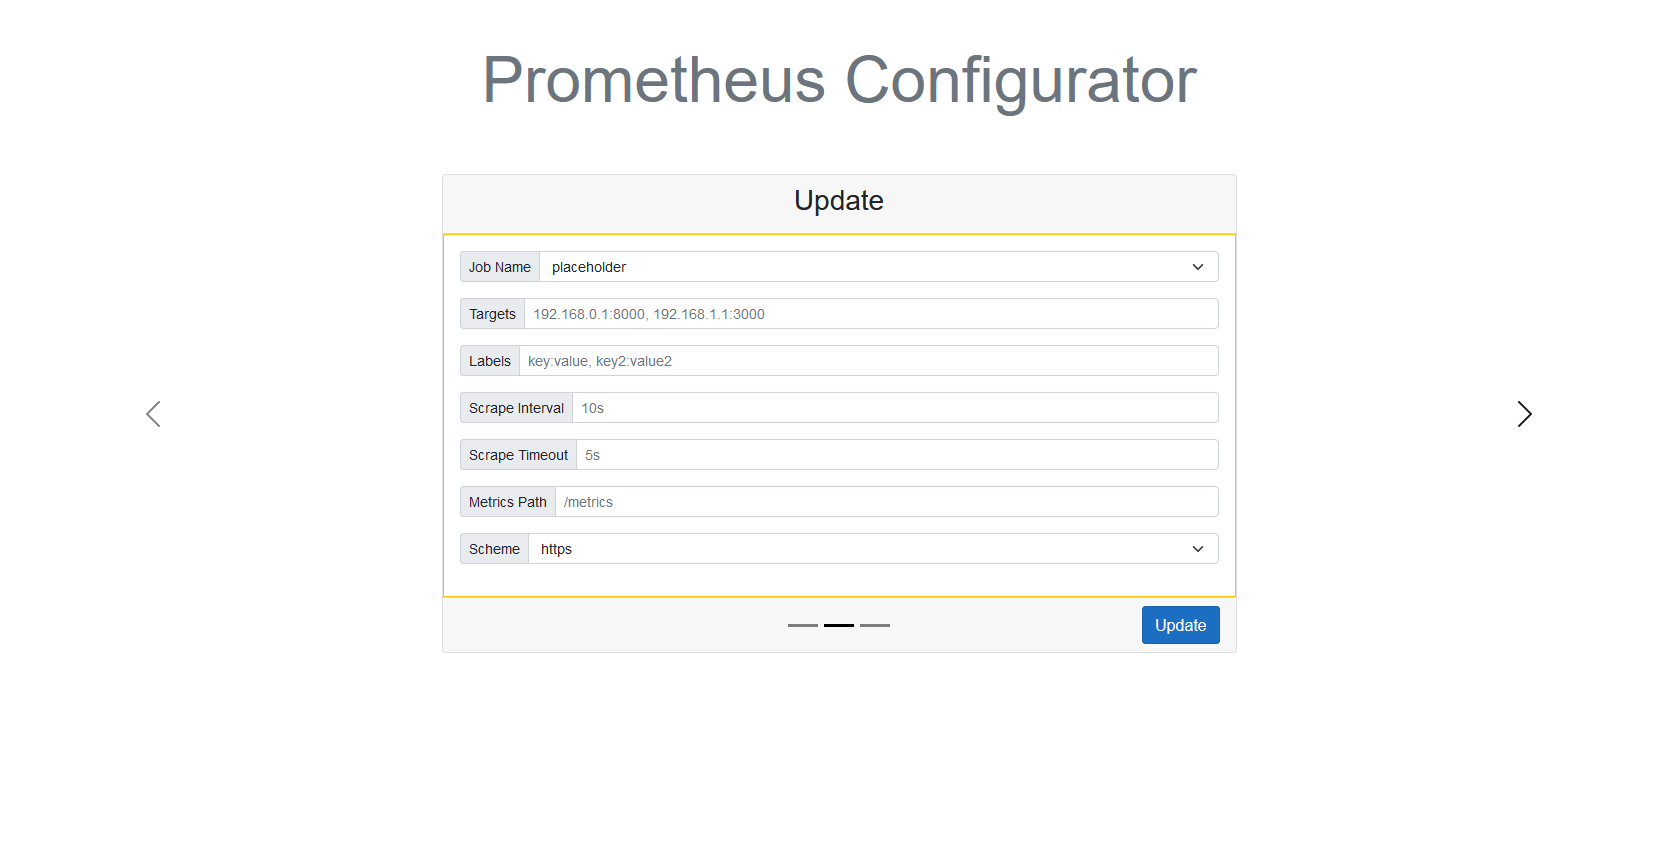 Prometheus Configurator
Update
Job Name placeholder
Targets 192.168.0.1:8000, 192.168.1.1:3000
Labels key:value, key2:value2
Scrape Interval 10s
Scrape Timeout 5s
Metrics Path /metrics
Scheme https
Update